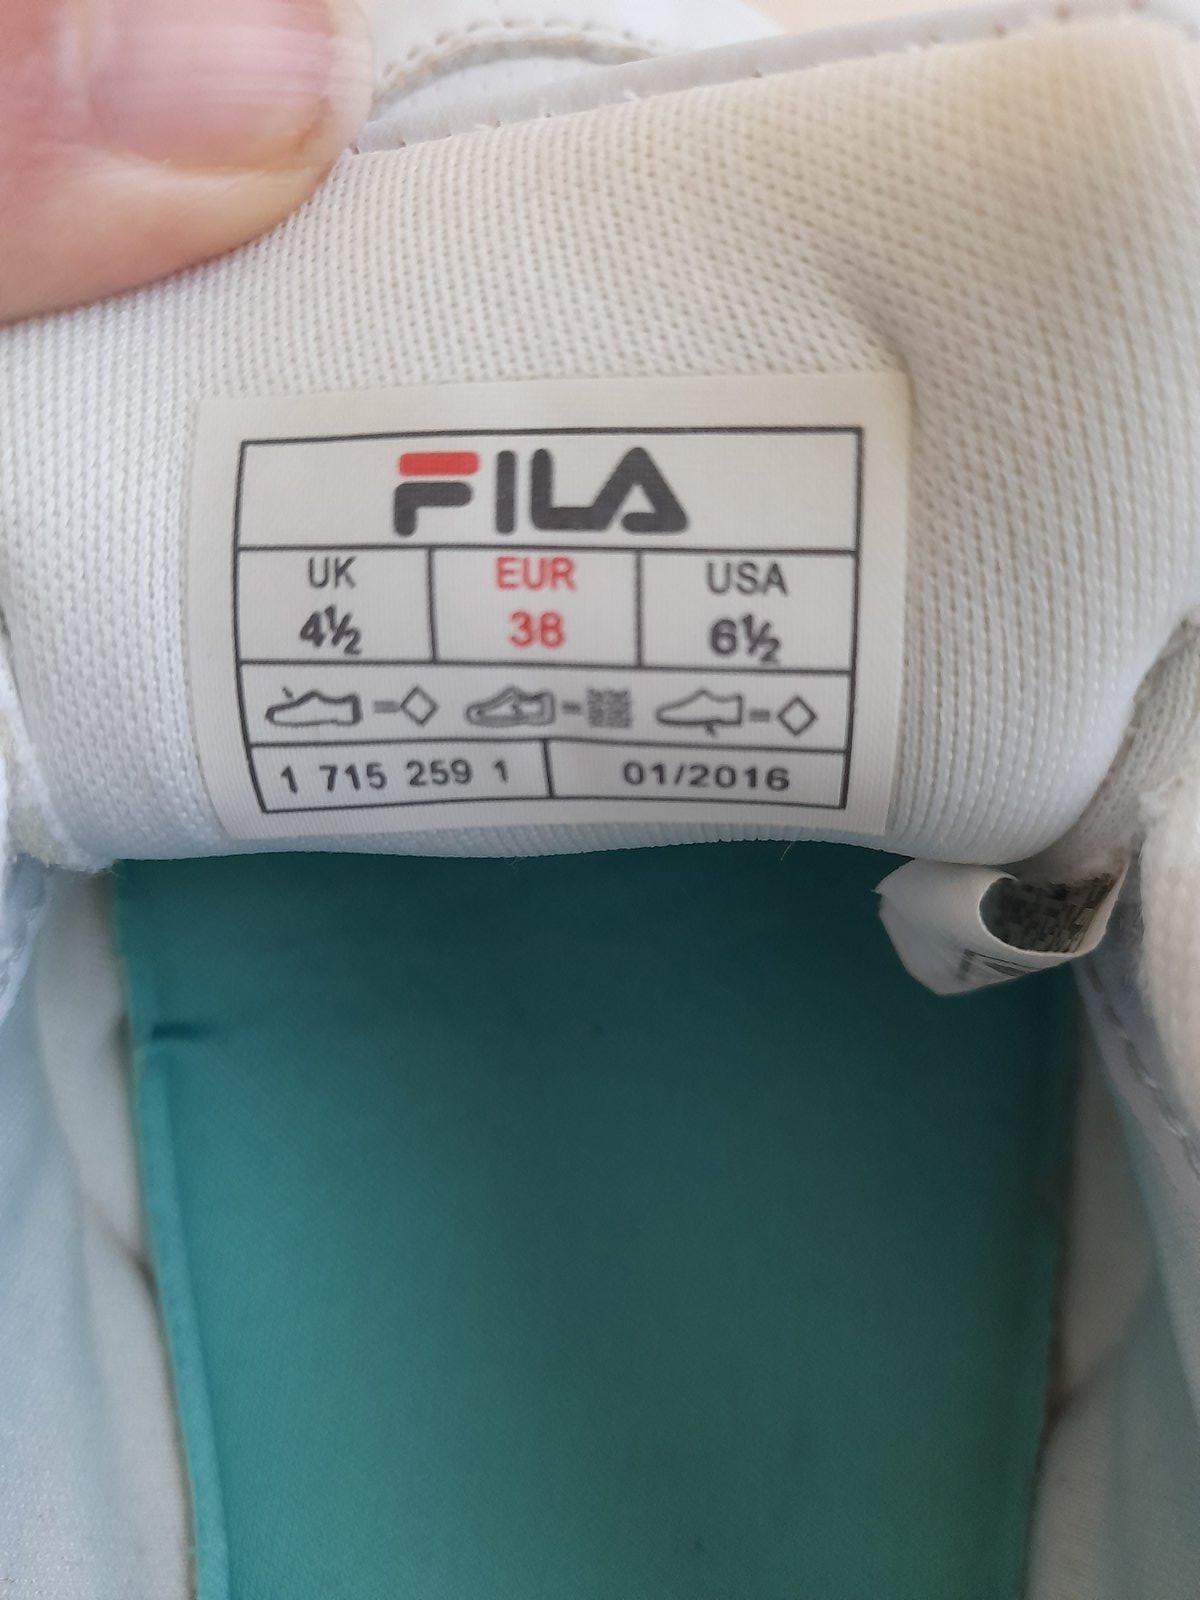 FILA
UK EUR USA
4½ 38 6½
1 715 259 1 01/2016